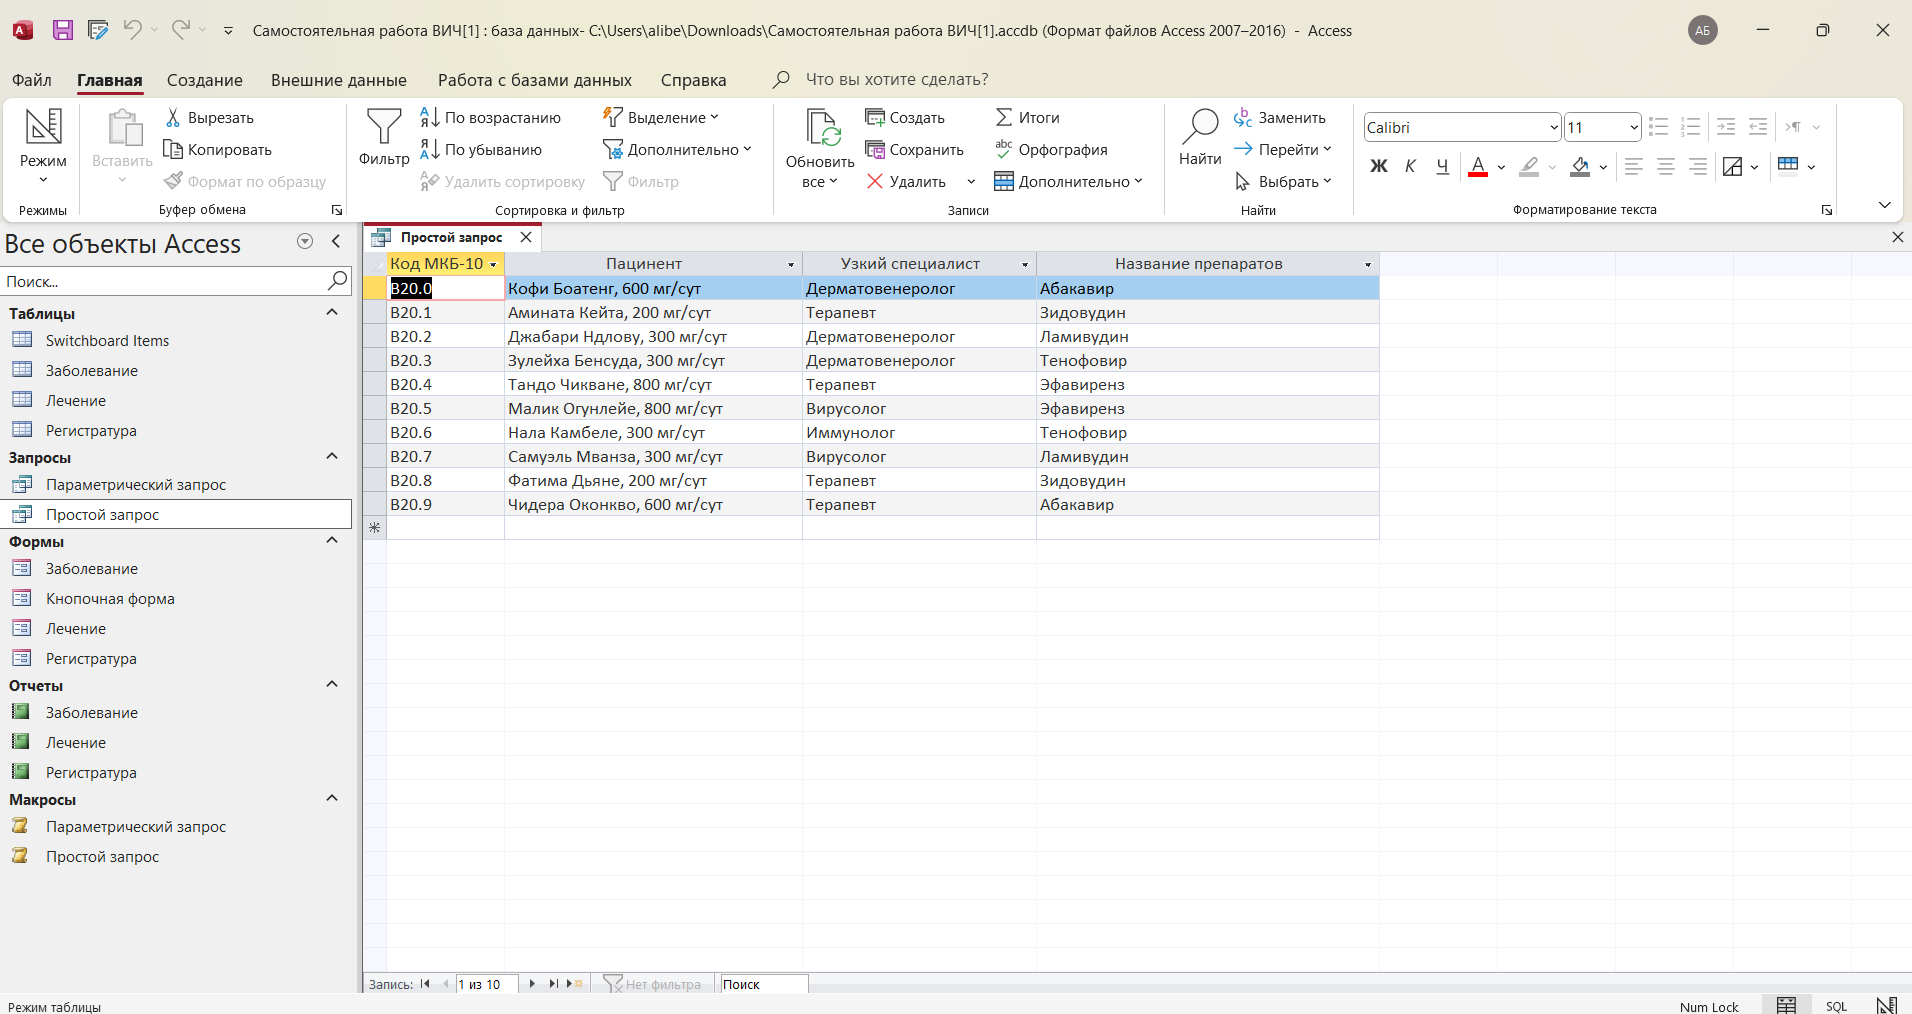 Самостоятельная работа ВИЧ[1] : база данных- C:\Users\alibe\Downloads\Самостоятельная работа ВИЧ[1].accdb (Формат файлов Access 2007–2016) - Access
АБ
Файл Главная Создание Внешние данные Работа с базами данных Справка Что вы хотите сделать?
Режим
Режимы
Вставить
Вырезать
Копировать
Формат по образцу
Буфер обмена
Фильтр
По возрастанию
По убыванию
Удалить сортировку
Выделение
Дополнительно
Фильтр
Сортировка и фильтр
Обновить
все
Создать
Сохранить
Удалить
Итоги
Орфография
Дополнительно
Записи
Найти
Заменить
Перейти
Выбрать
Найти
Calibri 11
Ж К Ч А
Форматирование текста
Все объекты Access
Поиск...
Таблицы
Switchboard Items
Заболевание
Лечение
Регистратура
Запросы
Параметрический запрос
Простой запрос
Формы
Заболевание
Кнопочная форма
Лечение
Регистратура
Отчеты
Заболевание
Лечение
Регистратура
Макросы
Параметрический запрос
Простой запрос
Простой запрос
Код МКБ-10 Пацинент Узкий специалист Название препаратов
B20.0 Кофи Боатенг, 600 мг/сут Дерматовенеролог Абакавир
B20.1 Амината Кейта, 200 мг/сут Терапевт Зидовудин
B20.2 Джабари Ндлову, 300 мг/сут Дерматовенеролог Ламивудин
B20.3 Зулейха Бенсуда, 300 мг/сут Дерматовенеролог Тенофовир
B20.4 Тандо Чикване, 800 мг/сут Терапевт Эфавиренз
B20.5 Малик Огунлейе, 800 мг/сут Вирусолог Эфавиренз
B20.6 Нала Камбеле, 300 мг/сут Иммунолог Тенофовир
B20.7 Самуэль Мванза, 300 мг/сут Вирусолог Ламивудин
B20.8 Фатима Дьяне, 200 мг/сут Терапевт Зидовудин
B20.9 Чидера Оконкво, 600 мг/сут Терапевт Абакавир
Запись: 1 из 10 Нет фильтра Поиск
Режим таблицы Num Lock SQL